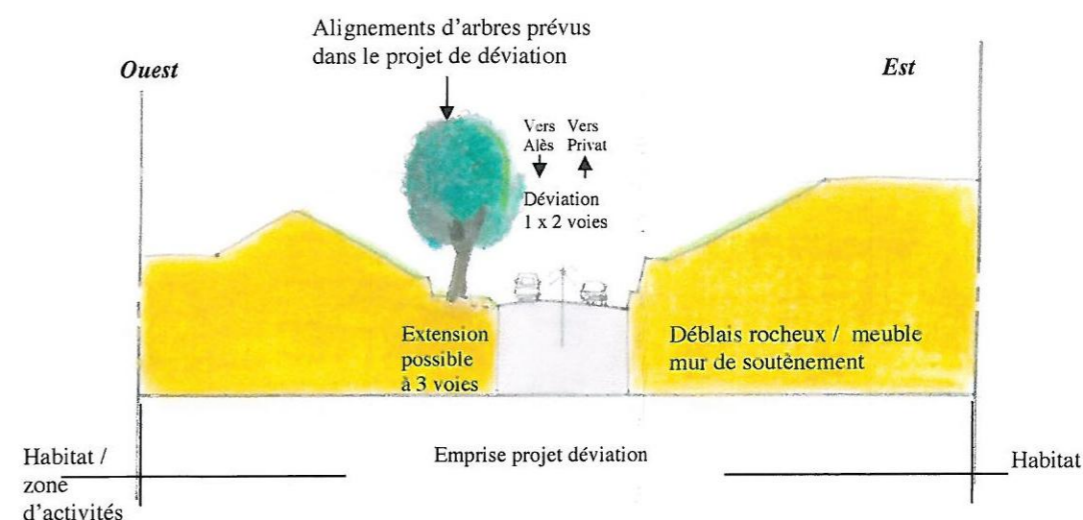 Alignements d'arbres prévus
dans le projet de déviation
Ouest
Est
Vers Vers
Alès Privat
Déviation
1 x 2 voies
Extension
possible
à 3 voies
Déblais rocheux / meuble
mur de soutènement
Habitat /
zone
d'activités
Emprise projet déviation
Habitat